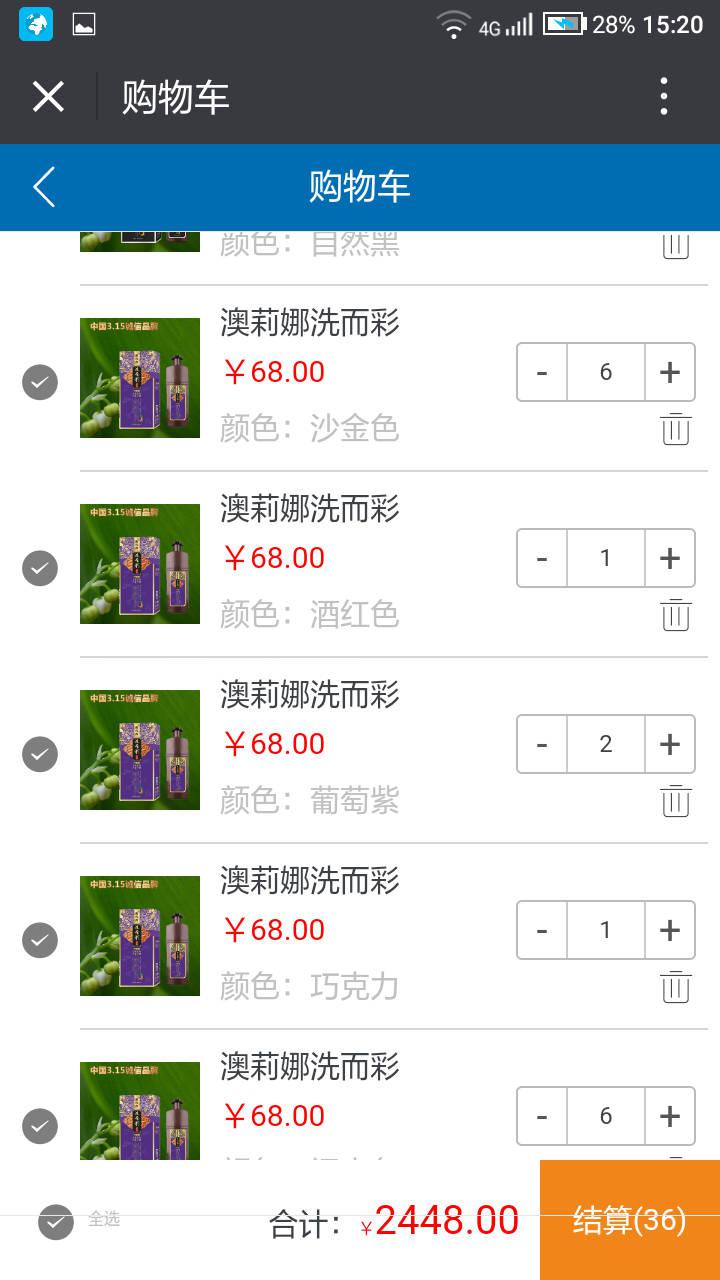 4G 28% 15:20
购物车
购物车
颜色：自然黑
中国3.15诚信品牌
澳莉娜洗而彩
￥68.00
- 6 +
颜色：沙金色
中国3.15诚信品牌
澳莉娜洗而彩
￥68.00
- 1 +
颜色：酒红色
中国3.15诚信品牌
澳莉娜洗而彩
￥68.00
- 2 +
颜色：葡萄紫
中国3.15诚信品牌
澳莉娜洗而彩
￥68.00
- 1 +
颜色：巧克力
中国3.15诚信品牌
澳莉娜洗而彩
￥68.00
- 6 +
全选 合计：￥2448.00 结算(36)